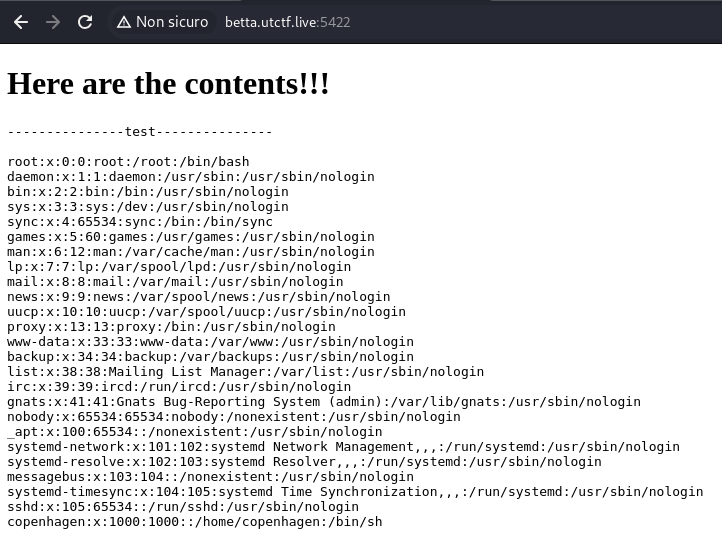 Non sicuro betta.utctf.live:5422
Here are the contents!!!
---------------test---------------
root:x:0:0:root:/root:/bin/bash
daemon:x:1:1:daemon:/usr/sbin:/usr/sbin/nologin
bin:x:2:2:bin:/bin:/usr/sbin/nologin
sys:x:3:3:sys:/dev:/usr/sbin/nologin
sync:x:4:65534:sync:/bin:/bin/sync
games:x:5:60:games:/usr/games:/usr/sbin/nologin
man:x:6:12:man:/var/cache/man:/usr/sbin/nologin
lp:x:7:7:lp:/var/spool/lpd:/usr/sbin/nologin
mail:x:8:8:mail:/var/mail:/usr/sbin/nologin
news:x:9:9:news:/var/spool/news:/usr/sbin/nologin
uucp:x:10:10:uucp:/var/spool/uucp:/usr/sbin/nologin
proxy:x:13:13:proxy:/bin:/usr/sbin/nologin
www-data:x:33:33:www-data:/var/www:/usr/sbin/nologin
backup:x:34:34:backup:/var/backups:/usr/sbin/nologin
list:x:38:38:Mailing List Manager:/var/list:/usr/sbin/nologin
irc:x:39:39:ircd:/run/ircd:/usr/sbin/nologin
gnats:x:41:41:Gnats Bug-Reporting System (admin):/var/lib/gnats:/usr/sbin/nologin
nobody:x:65534:65534:nobody:/nonexistent:/usr/sbin/nologin
_apt:x:100:65534::/nonexistent:/usr/sbin/nologin
systemd-network:x:101:102:systemd Network Management,,,:/run/systemd:/usr/sbin/nologin
systemd-resolve:x:102:103:systemd Resolver,,,:/run/systemd:/usr/sbin/nologin
messagebus:x:103:104::/nonexistent:/usr/sbin/nologin
systemd-timesync:x:104:105:systemd Time Synchronization,,,:/run/systemd:/usr/sbin/nologin
sshd:x:105:65534::/run/sshd:/usr/sbin/nologin
copenhagen:x:1000:1000::/home/copenhagen:/bin/sh